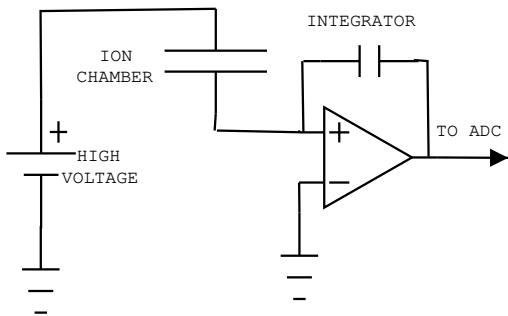 INTEGRATOR
ION
CHAMBER
+
HIGH
VOLTAGE
+
−
TO ADC